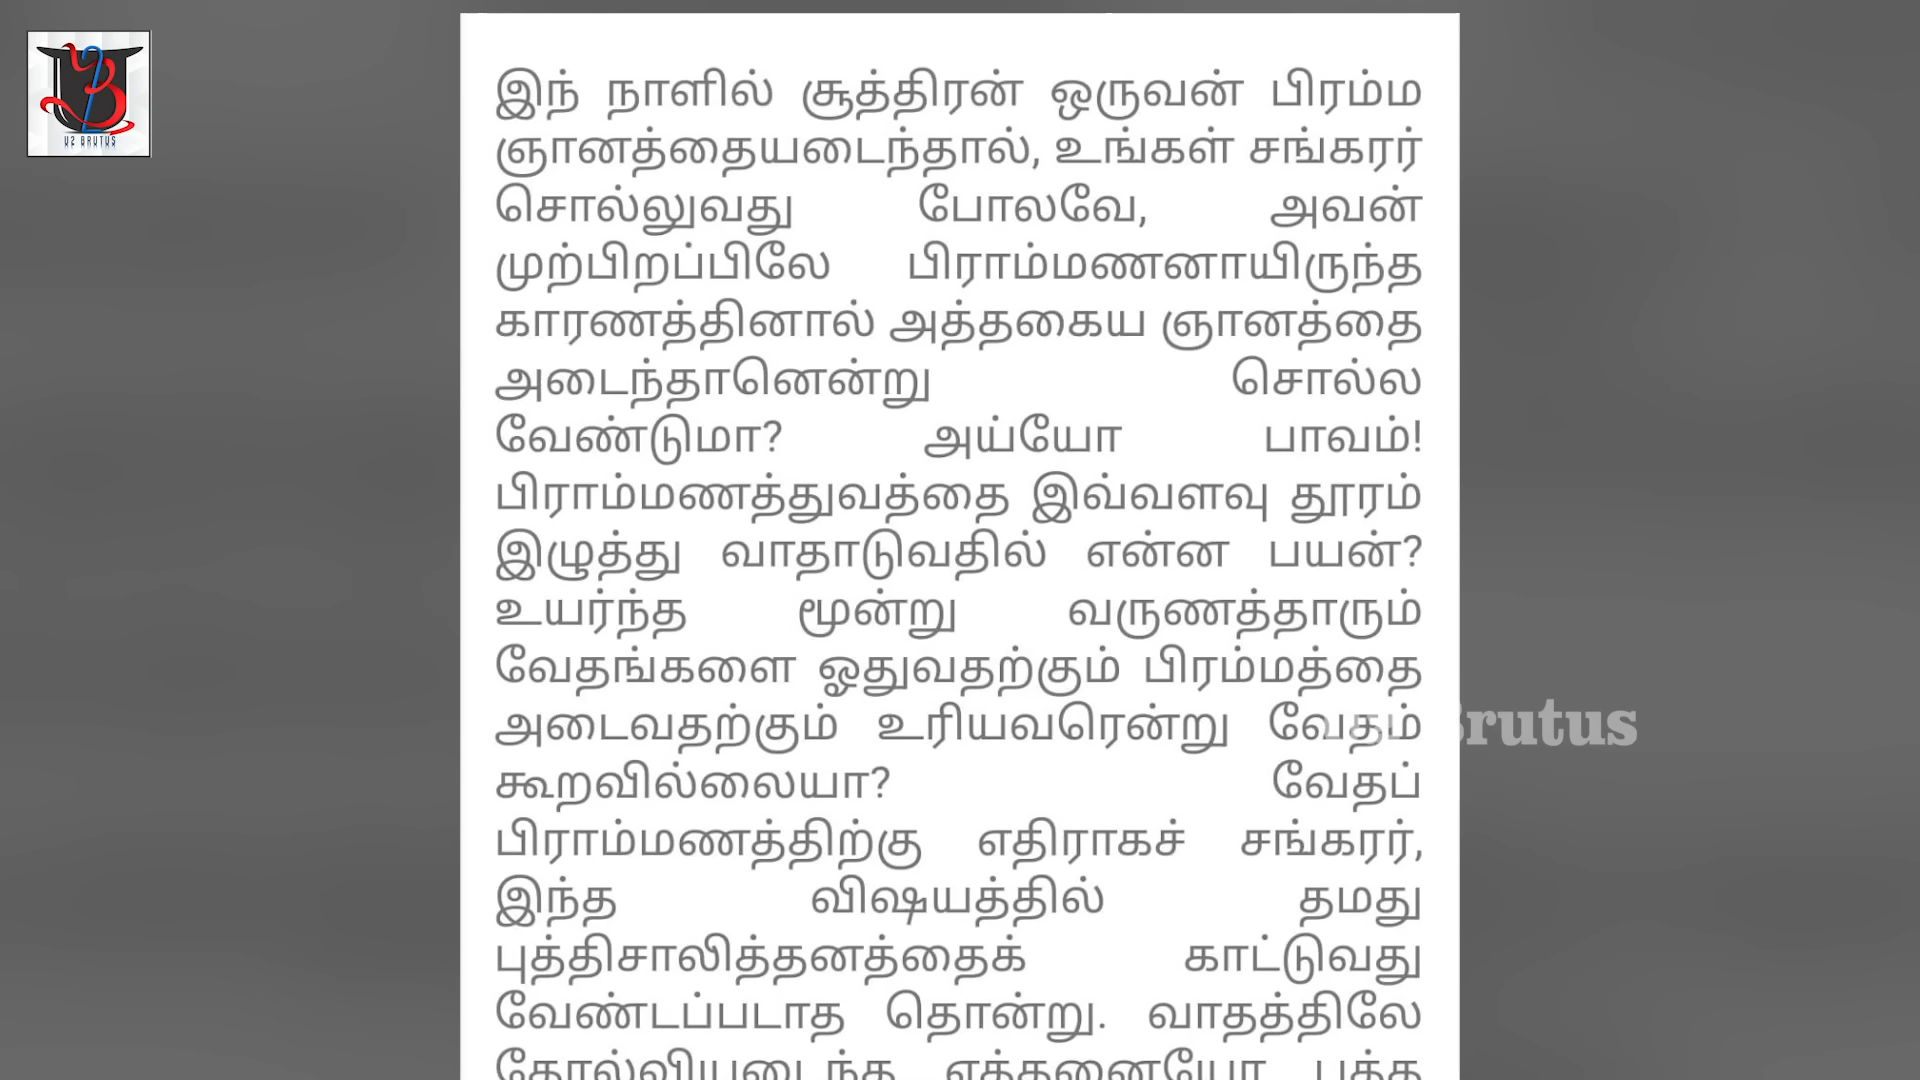 U2 BRUTUS
இந் நாளில் சூத்திரன் ஒருவன் பிரம்ம
ஞானத்தையடைந்தால், உங்கள் சங்கரர்
சொல்லுவது போலவே, அவன்
முற்பிறப்பிலே பிராம்மணனாயிருந்த
காரணத்தினால் அத்தகைய ஞானத்தை
அடைந்தானென்று சொல்ல
வேண்டுமா? அய்யோ பாவம்!
பிராம்மணத்துவத்தை இவ்வளவு தூரம்
இழுத்து வாதாடுவதில் என்ன பயன்?
உயர்ந்த மூன்று வருணத்தாரும்
வேதங்களை ஓதுவதற்கும் பிரம்மத்தை
அடைவதற்கும் உரியவரென்று வேதம்
கூறவில்லையா? வேதப்
பிராம்மணத்திற்கு எதிராகச் சங்கரர்,
இந்த விஷயத்தில் தமது
புத்திசாலித்தனத்தைக் காட்டுவது
வேண்டப்படாத தொன்று. வாதத்திலே